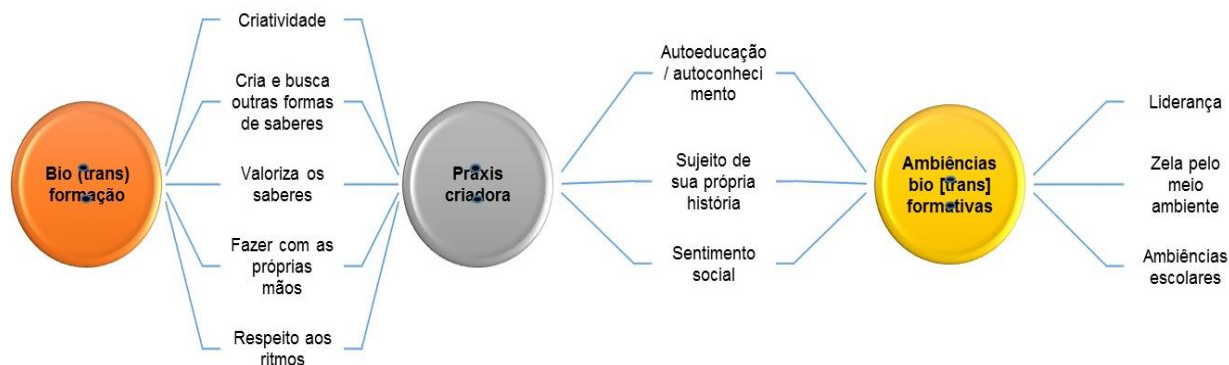 Criatividade
Cria e busca
outras formas
de saberes
Valoriza os
saberes
Fazer com as
próprias
mãos
Respeito aos
ritmos
Bio (trans)
formação
Práxis
criadora
Autoeducação
/ autoconheci
mento
Sujeito de
sua própria
história
Sentimento
social
Ambiências
bio [trans]
formativas
Liderança
Zela pelo
meio
ambiente
Ambiências
escolares